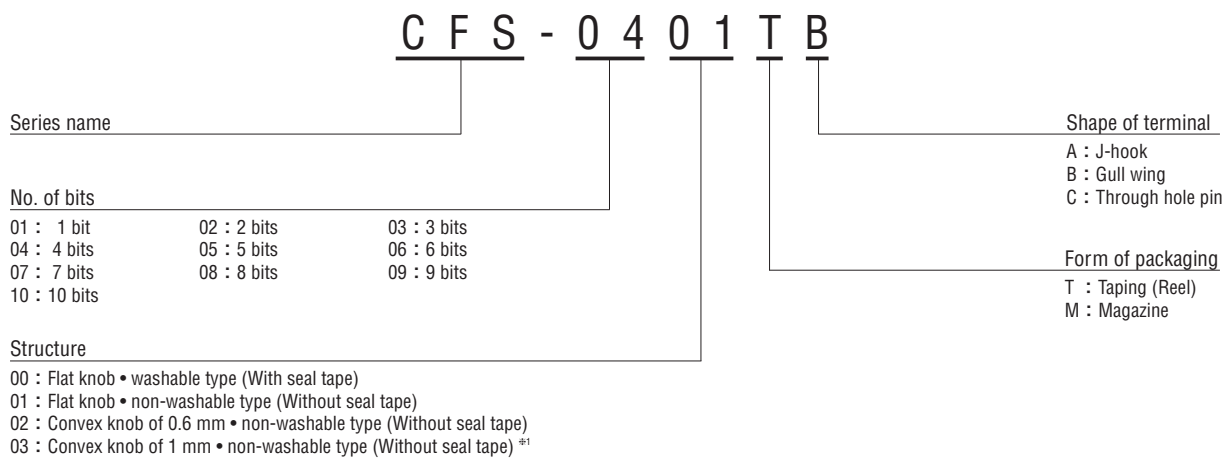 CFS-0401TB
Series name
Shape of terminal
A : J-hook
B : Gull wing
C : Through hole pin
No. of bits
01 : 1 bit 02 : 2 bits 03 : 3 bits
04 : 4 bits 05 : 5 bits 06 : 6 bits
07 : 7 bits 08 : 8 bits 09 : 9 bits
10 : 10 bits
Form of packaging
T : Taping (Reel)
M : Magazine
Structure
00 : Flat knob • washable type (With seal tape)
01 : Flat knob • non-washable type (Without seal tape)
02 : Convex knob of 0.6 mm • non-washable type (Without seal tape)
03 : Convex knob of 1 mm • non-washable type (Without seal tape) ※1